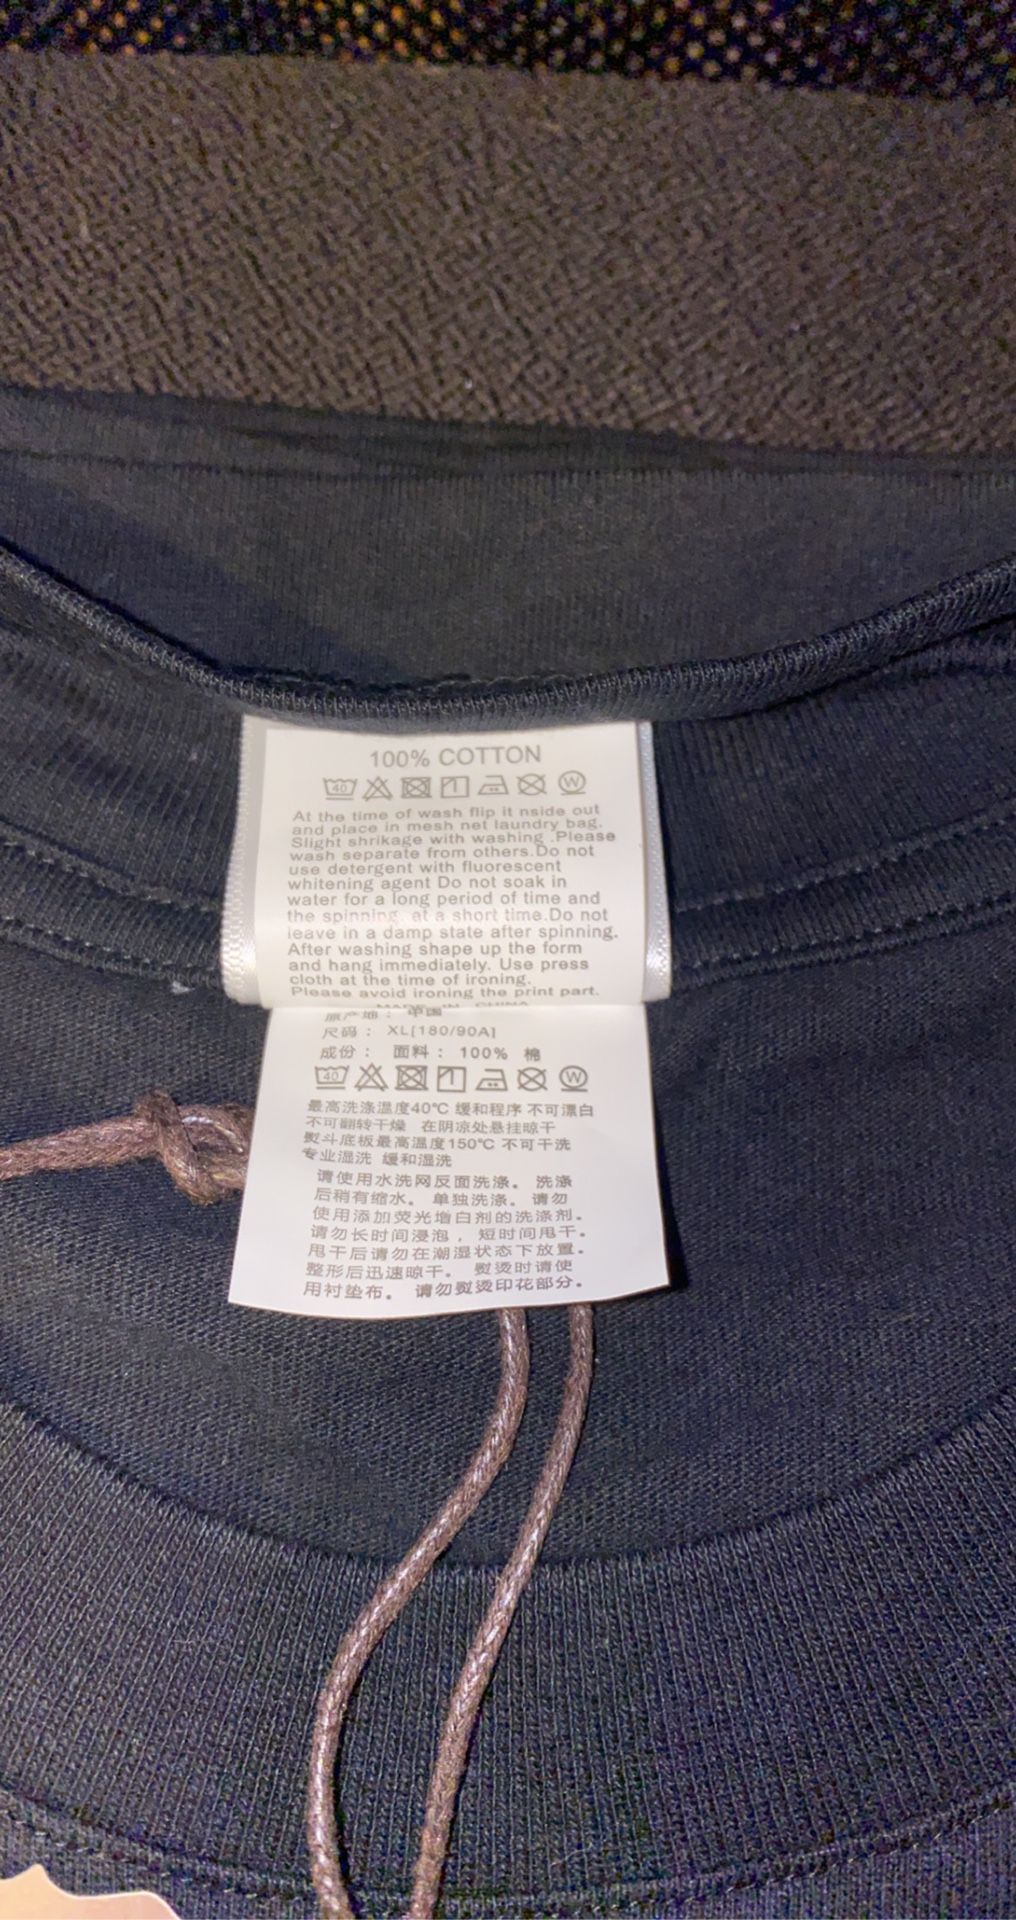 100% COTTON
40 W
At the time of wash flip it nside out
and place in mesh net laundry bag.
Slight shrikage with washing .Please
wash separate from others.Do not
use detergent with fluorescent
whitening agent Do not soak in
water for a long period of time and
the spinning, at a short time.Do not
leave in a damp state after spinning.
After washing shape up the form
and hang immediately. Use press
cloth at the time of ironing.
Please avoid ironing the print part.
MADE IN CHINA
原产地： 中国
尺码： XL[180/90A]
成份： 面料： 100% 棉
40 W
最高洗涤温度40℃ 缓和程序 不可漂白
不可翻转干燥 在阴凉处悬挂晾干
熨斗底板最高温度150℃ 不可干洗
专业湿洗 缓和湿洗
请使用水洗网反面洗涤。 洗涤
后稍有缩水。 单独洗涤。 请勿
使用添加荧光增白剂的洗涤剂。
请勿长时间浸泡， 短时间甩干。
甩干后请勿在潮湿状态下放置。
整形后迅速晾干。 熨烫时请使
用衬垫布。 请勿熨烫印花部分。